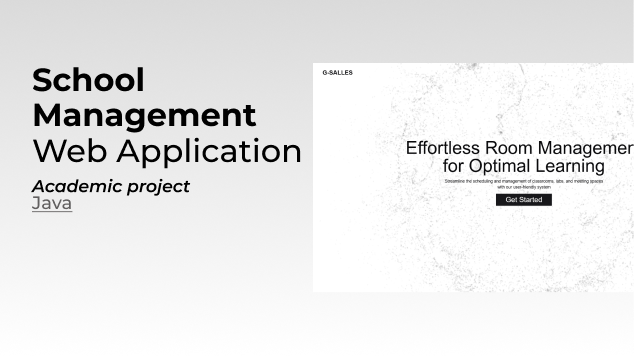 School
Management
Web Application
Academic project
Java
G-SALLES
Effortless Room Managemen
for Optimal Learning
Streamline the scheduling and management of classrooms, labs, and meeting spaces
with our user-friendly system
Get Started